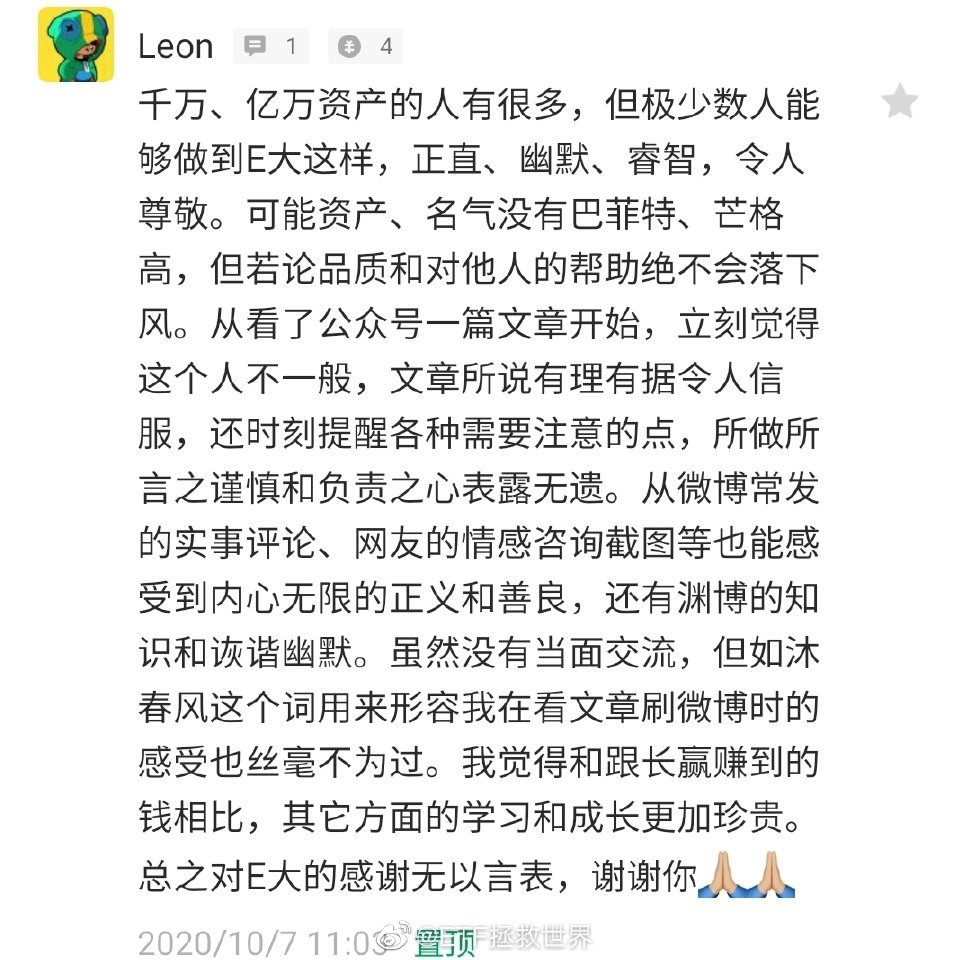 Leon 1 4
千万、亿万资产的人有很多，但极少数人能
够做到E大这样，正直、幽默、睿智，令人
尊敬。可能资产、名气没有巴菲特、芒格
高，但若论品质和对他人的帮助绝不会落下
风。从看了公众号一篇文章开始，立刻觉得
这个人不一般，文章所说有理有据令人信
服，还时刻提醒各种需要注意的点，所做所
言之谨慎和负责之心表露无遗。从微博常发
的实事评论、网友的情感咨询截图等也能感
受到内心无限的正义和善良，还有渊博的知
识和诙谐幽默。虽然没有当面交流，但如沐
春风这个词用来形容我在看文章刷微博时的
感受也丝毫不为过。我觉得和跟长赢赚到的
钱相比，其它方面的学习和成长更加珍贵。
总之对E大的感谢无以言表，谢谢你🙏🙏
2020/10/7 11:03 置顶
拯救世界